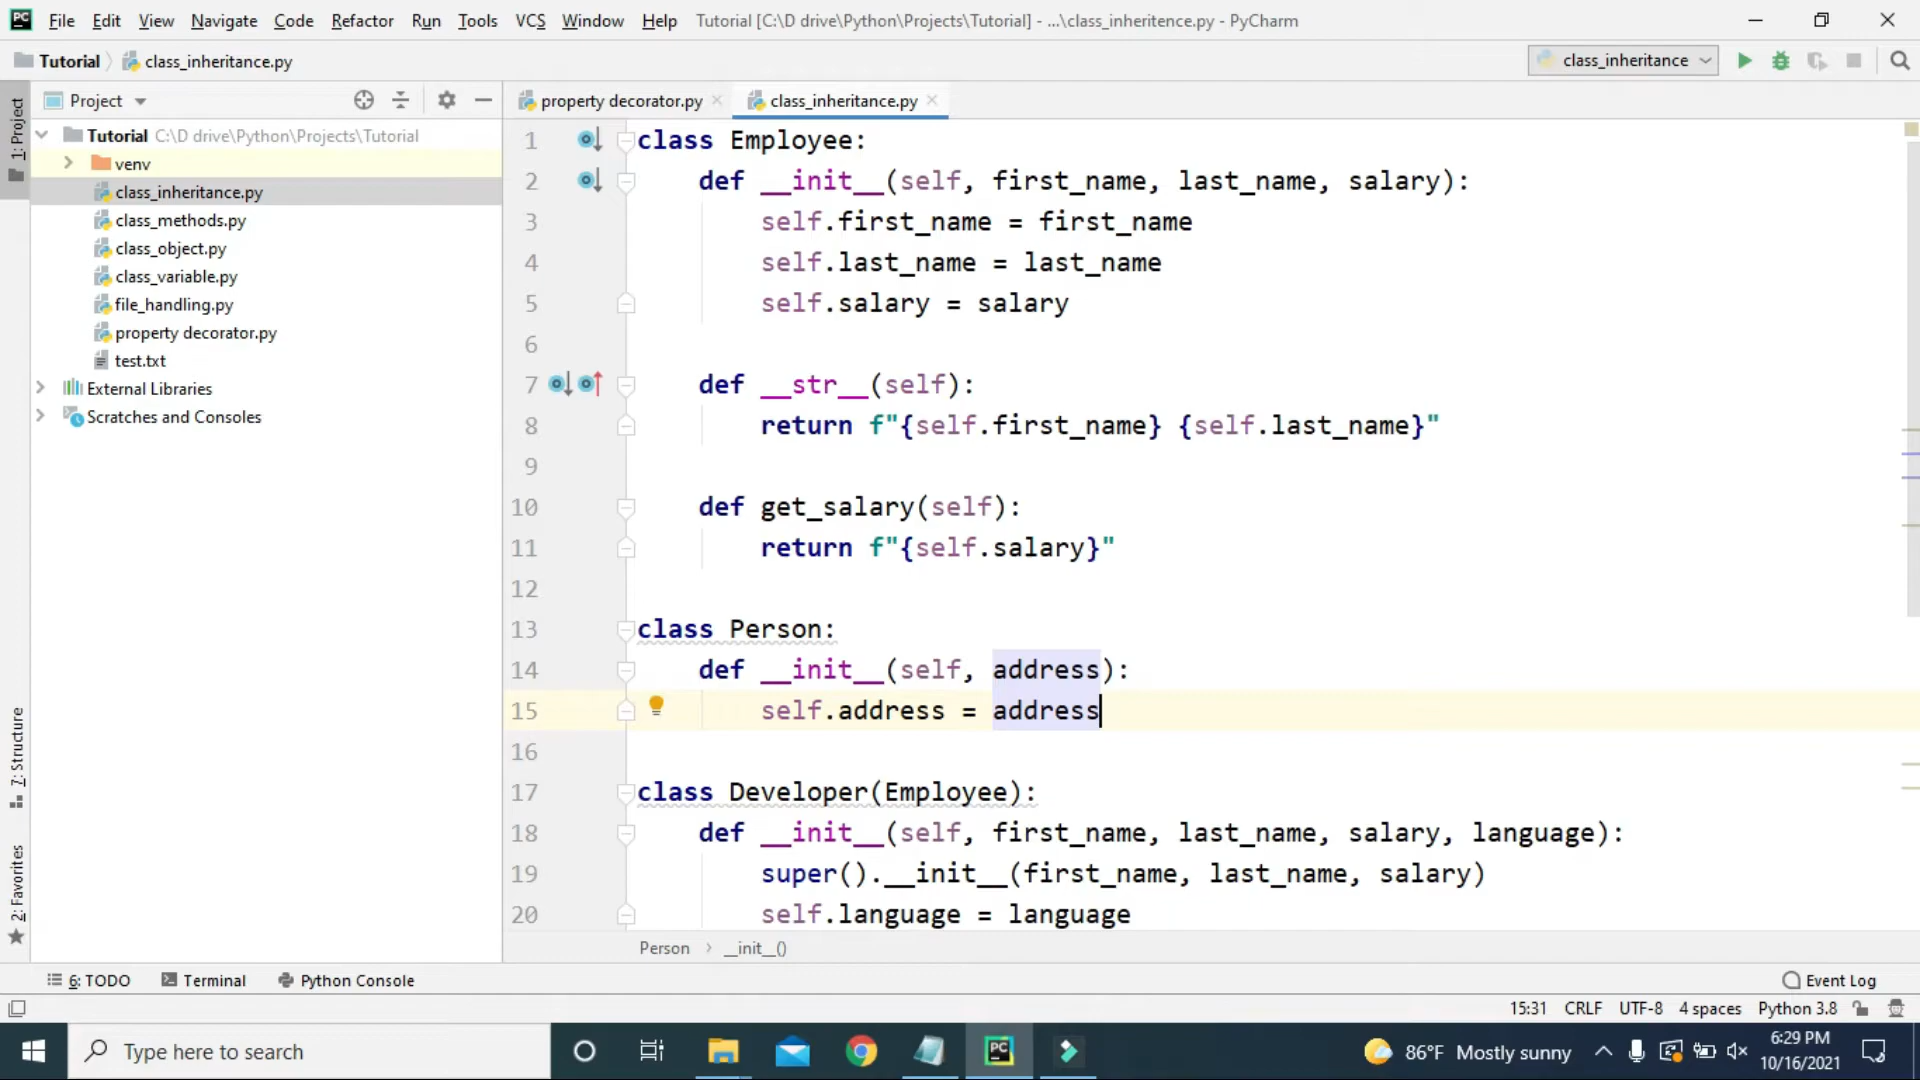 PC File Edit View Navigate Code Refactor Run Tools VCS Window Help Tutorial [C:\D drive\Python\Projects\Tutorial] - ...\class_inheritence.py - PyCharm
Tutorial class_inheritance.py class_inheritance
Project property decorator.py class_inheritance.py
1: Project
Tutorial C:\D drive\Python\Projects\Tutorial
venv
class_inheritance.py
class_methods.py
class_object.py
class_variable.py
file_handling.py
property decorator.py
test.txt
External Libraries
Scratches and Consoles
7: Structure
2: Favorites
1 class Employee:
2 def __init__(self, first_name, last_name, salary):
3 self.first_name = first_name
4 self.last_name = last_name
5 self.salary = salary
6
7 def __str__(self):
8 return f"{self.first_name} {self.last_name}"
9
10 def get_salary(self):
11 return f"{self.salary}"
12
13 class Person:
14 def __init__(self, address):
15 self.address = address
16
17 class Developer(Employee):
18 def __init__(self, first_name, last_name, salary, language):
19 super().__init__(first_name, last_name, salary)
20 self.language = language
Person __init__()
6: TODO Terminal Python Console Event Log
15:31 CRLF UTF-8 4 spaces Python 3.8
Type here to search PC 86°F Mostly sunny 6:29 PM
10/16/2021